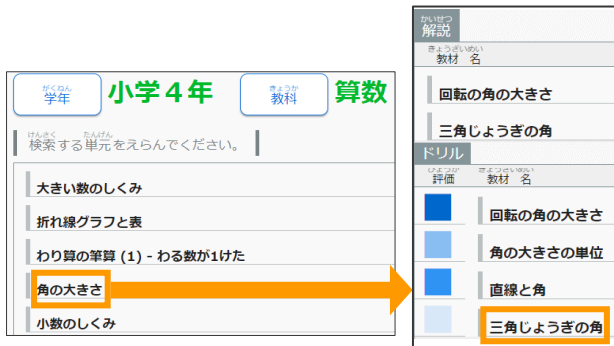 がくねん
学年
小学4年
きょうか
教科
算数
けんさく たんげん
検索する単元をえらんでください。
大きい数のしくみ
折れ線グラフと表
わり算の筆算 (1) - わる数が1けた
角の大きさ
小数のしくみ
かいせつ
解説
きょうざいめい
教材 名
回転の角の大きさ
三角じょうぎの角
ドリル
ひょうか きょうざいめい
評価 教材 名
回転の角の大きさ
角の大きさの単位
直線と角
三角じょうぎの角